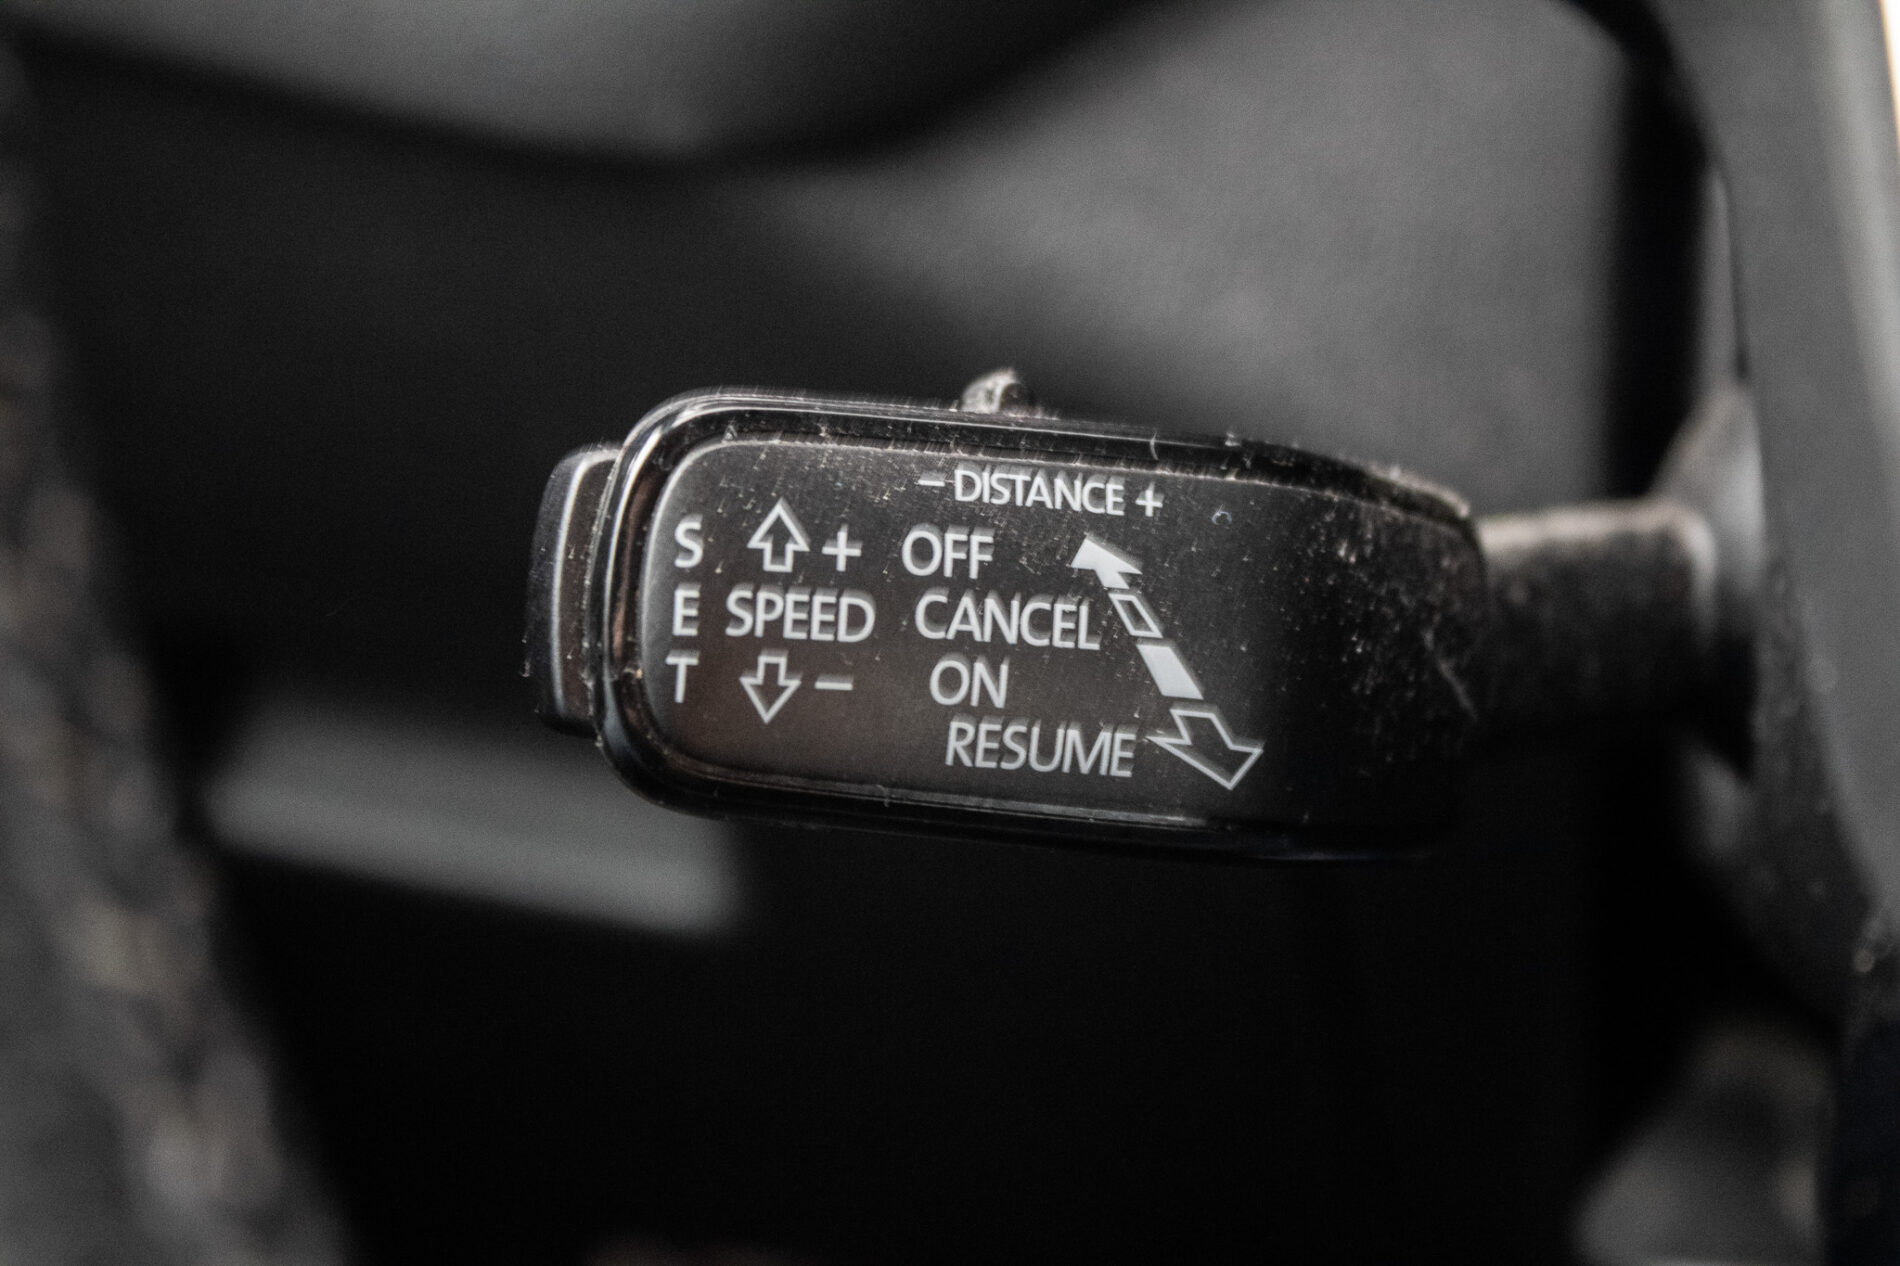 – DISTANCE +
S + OFF
E SPEED CANCEL
T – ON
RESUME